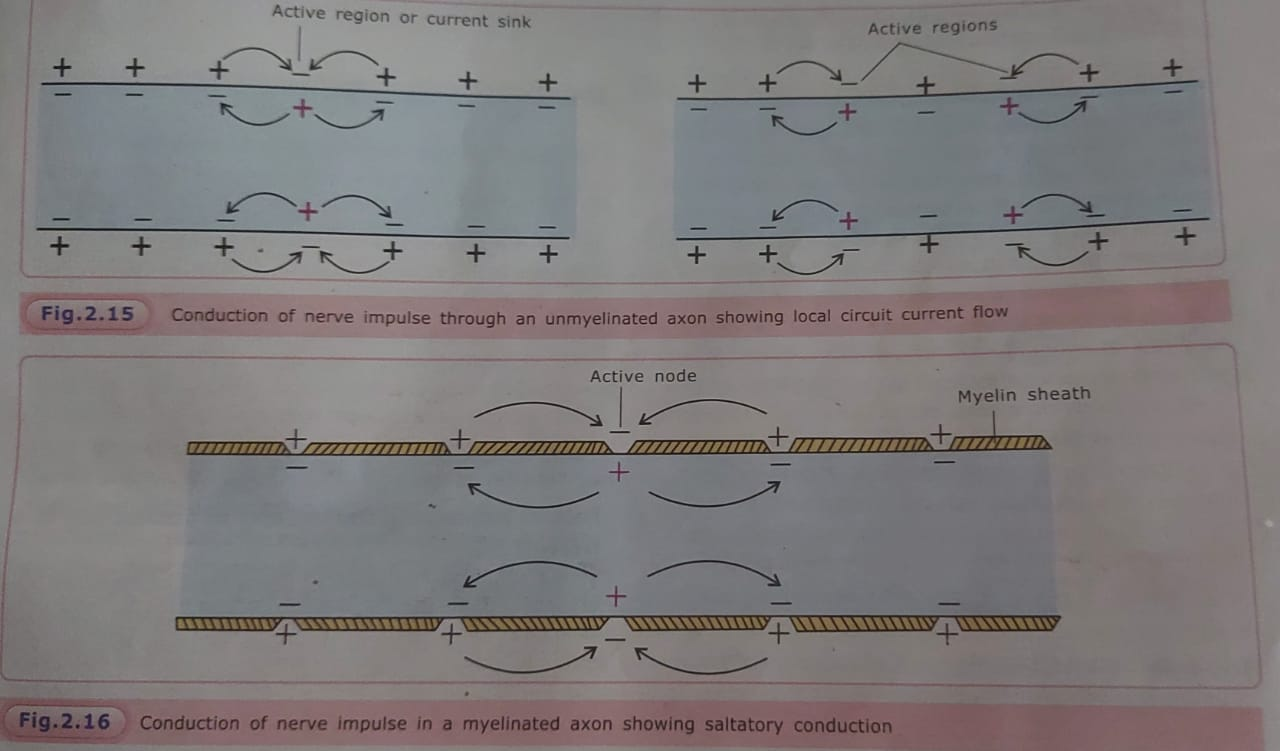 Active region or current sink
Active regions
+ + + − + + +
− − − + − − −
− − − + − − −
+ + + − + + +
+ + − + − + +
− − + − + − −
− − + − + − −
+ + − + − + +
Fig.2.15 Conduction of nerve impulse through an unmyelinated axon showing local circuit current flow
Active node
Myelin sheath
+ + − + +
− − + − −
− − + − −
+ + − + +
Fig.2.16 Conduction of nerve impulse in a myelinated axon showing saltatory conduction